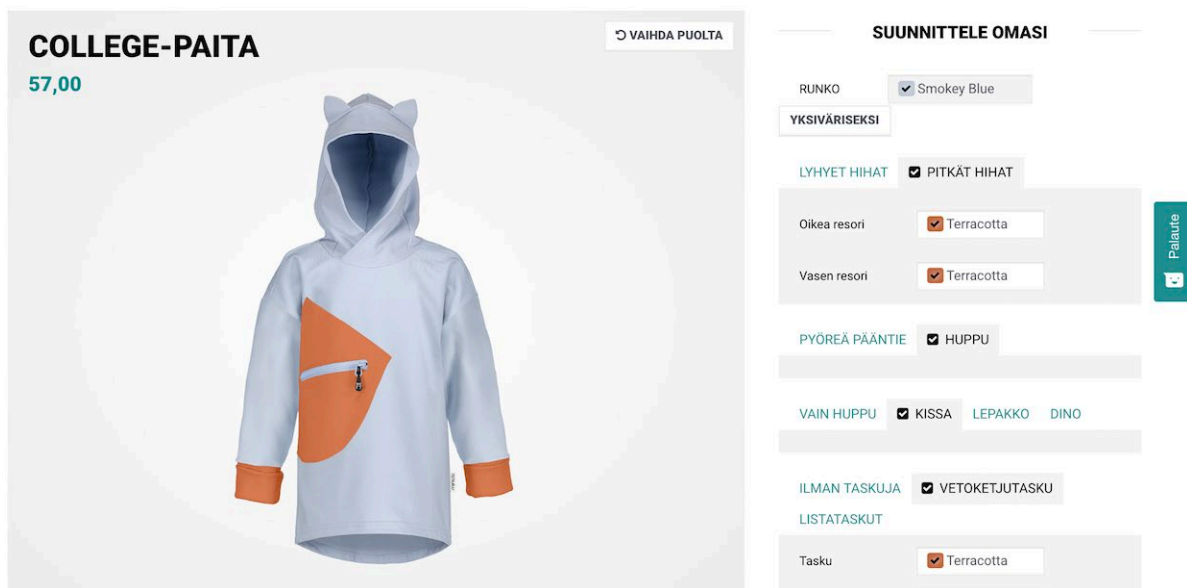 COLLEGE-PAITA
57,00
VAIHDA PUOLTA
SUUNNITTELE OMASI
RUNKO Smokey Blue
YKSIVÄRISEKSI
LYHYET HIHAT PITKÄT HIHAT
Oikea resori Terracotta
Vasen resori Terracotta
PYÖREÄ PÄÄNTIE HUPPU
VAIN HUPPU KISSA LEPAKKO DINO
ILMAN TASKUJA VETOKETJUTASKU
LISTATASKUT
Tasku Terracotta
Palaute